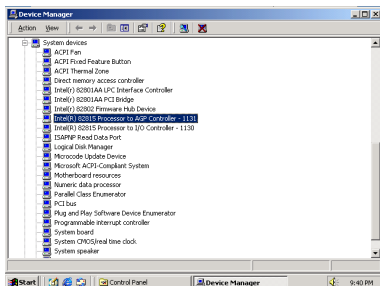 Device Manager
Action View
System devices
ACPI Fan
ACPI Fixed Feature Button
ACPI Thermal Zone
Direct memory access controller
Intel(r) 82801AA LPC Interface Controller
Intel(r) 82801AA PCI Bridge
Intel(r) 82802 Firmware Hub Device
Intel(R) 82815 Processor to AGP Controller - 1131
Intel(R) 82815 Processor to I/O Controller - 1130
ISAPNP Read Data Port
Logical Disk Manager
Microcode Update Device
Microsoft ACPI-Compliant System
Motherboard resources
Numeric data processor
Parallel Class Enumerator
PCI bus
Plug and Play Software Device Enumerator
Programmable interrupt controller
System board
System CMOS/real time clock
System speaker
Start Control Panel Device Manager 9:40 PM